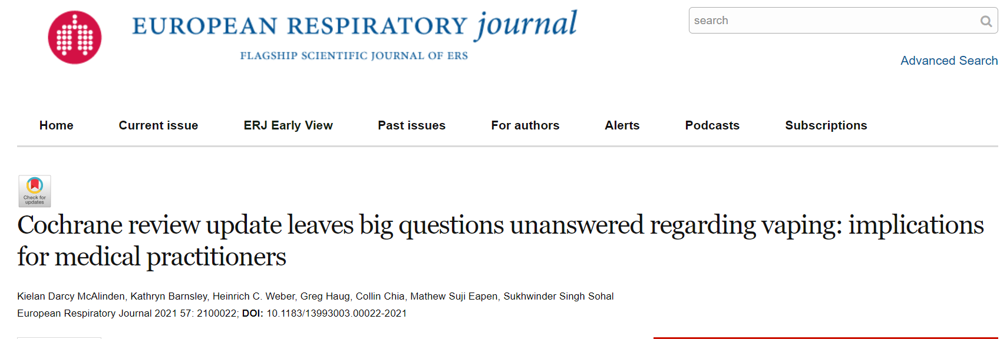 EUROPEAN RESPIRATORY journal
FLAGSHIP SCIENTIFIC JOURNAL OF ERS
search
Advanced Search
Home Current issue ERJ Early View Past issues For authors Alerts Podcasts Subscriptions
Check for
updates
Cochrane review update leaves big questions unanswered regarding vaping: implications
for medical practitioners
Kielan Darcy McAlinden, Kathryn Barnsley, Heinrich C. Weber, Greg Haug, Collin Chia, Mathew Suji Eapen, Sukhwinder Singh Sohal
European Respiratory Journal 2021 57: 2100022; DOI: 10.1183/13993003.00022-2021